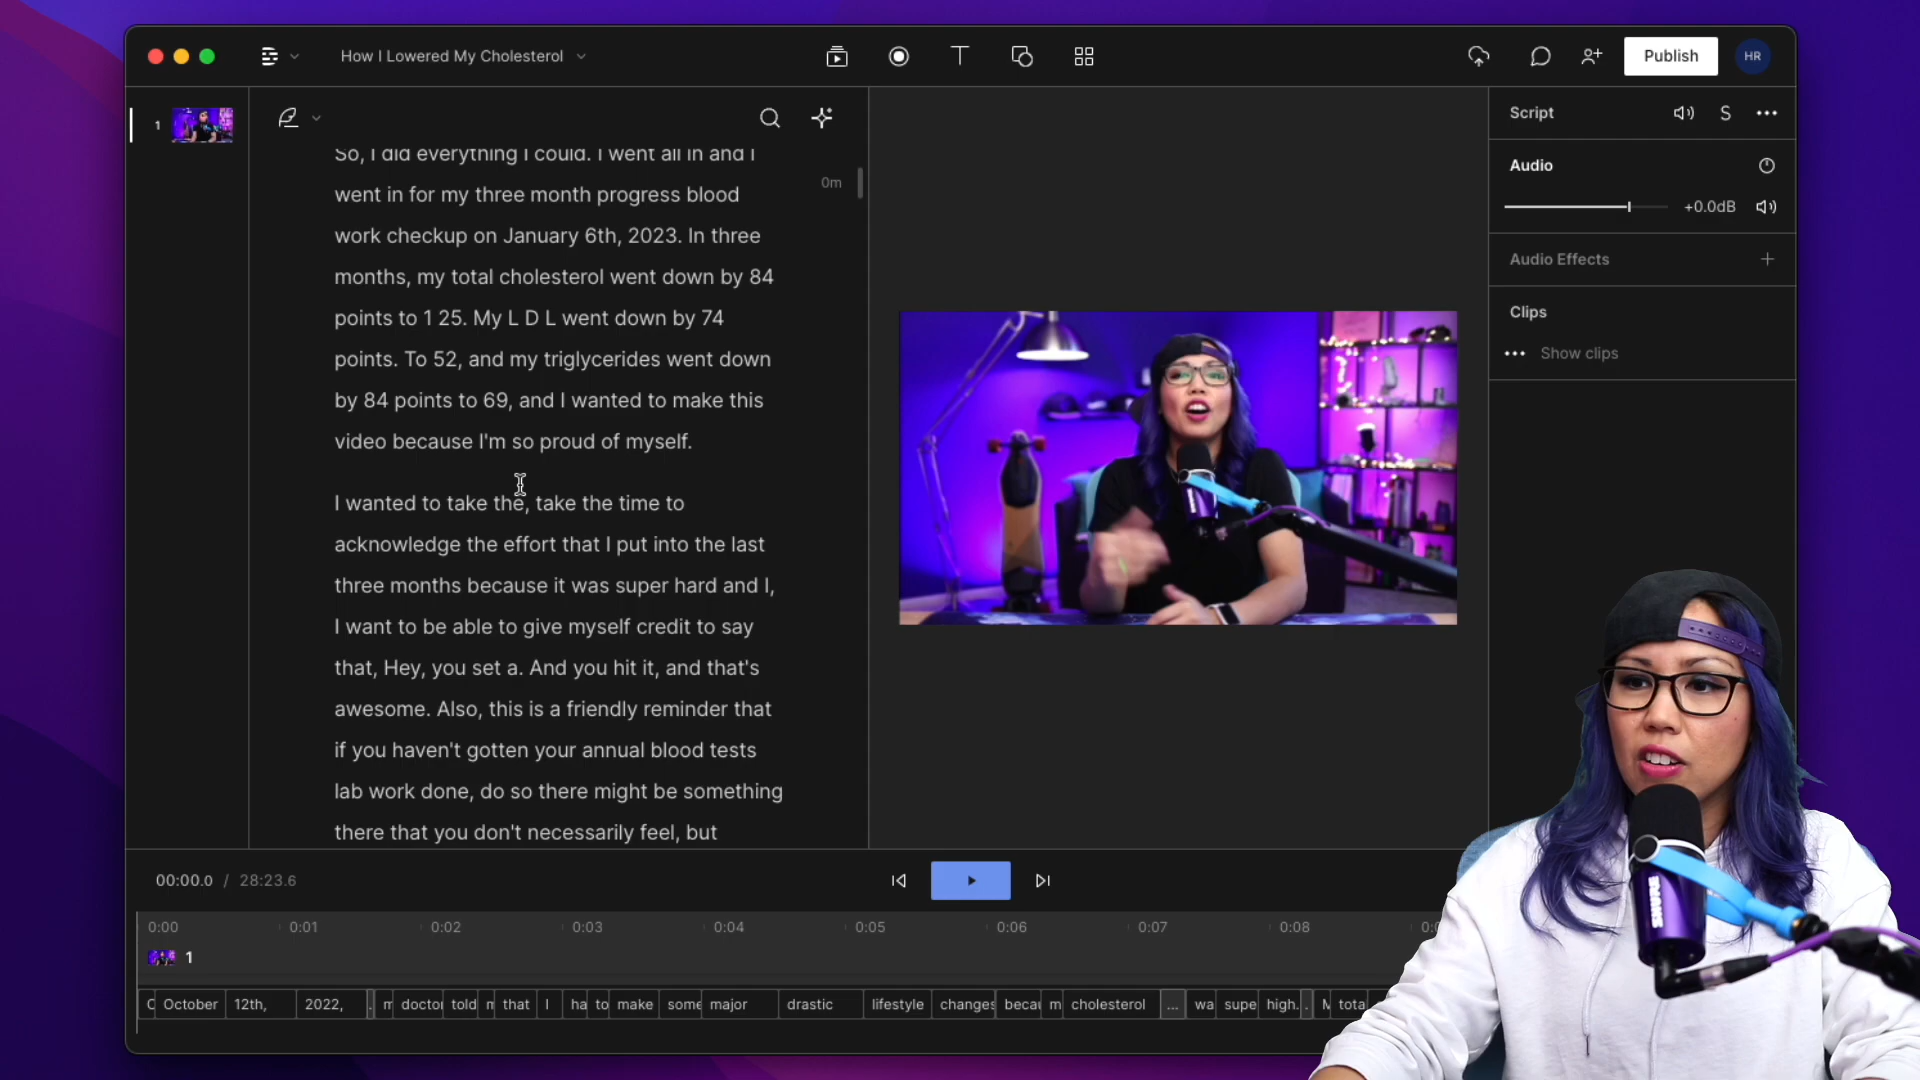 How I Lowered My Cholesterol
Publish
HR
1
So, I did everything I could. I went all in and I
went in for my three month progress blood
work checkup on January 6th, 2023. In three
months, my total cholesterol went down by 84
points to 1 25. My L D L went down by 74
points. To 52, and my triglycerides went down
by 84 points to 69, and I wanted to make this
video because I'm so proud of myself.
I wanted to take the, take the time to
acknowledge the effort that I put into the last
three months because it was super hard and I,
I want to be able to give myself credit to say
that, Hey, you set a. And you hit it, and that's
awesome. Also, this is a friendly reminder that
if you haven't gotten your annual blood tests
lab work done, do so there might be something
there that you don't necessarily feel, but
0m
Script
S
Audio
+0.0dB
Audio Effects
Clips
Show clips
00:00.0 / 28:23.6
0:00 0:01 0:02 0:03 0:04 0:05 0:06 0:07 0:08
1
October 12th, 2022, . m doctor told m that I ha to make some major drastic lifestyle changes becau m cholesterol ... wa supe high. . M tota